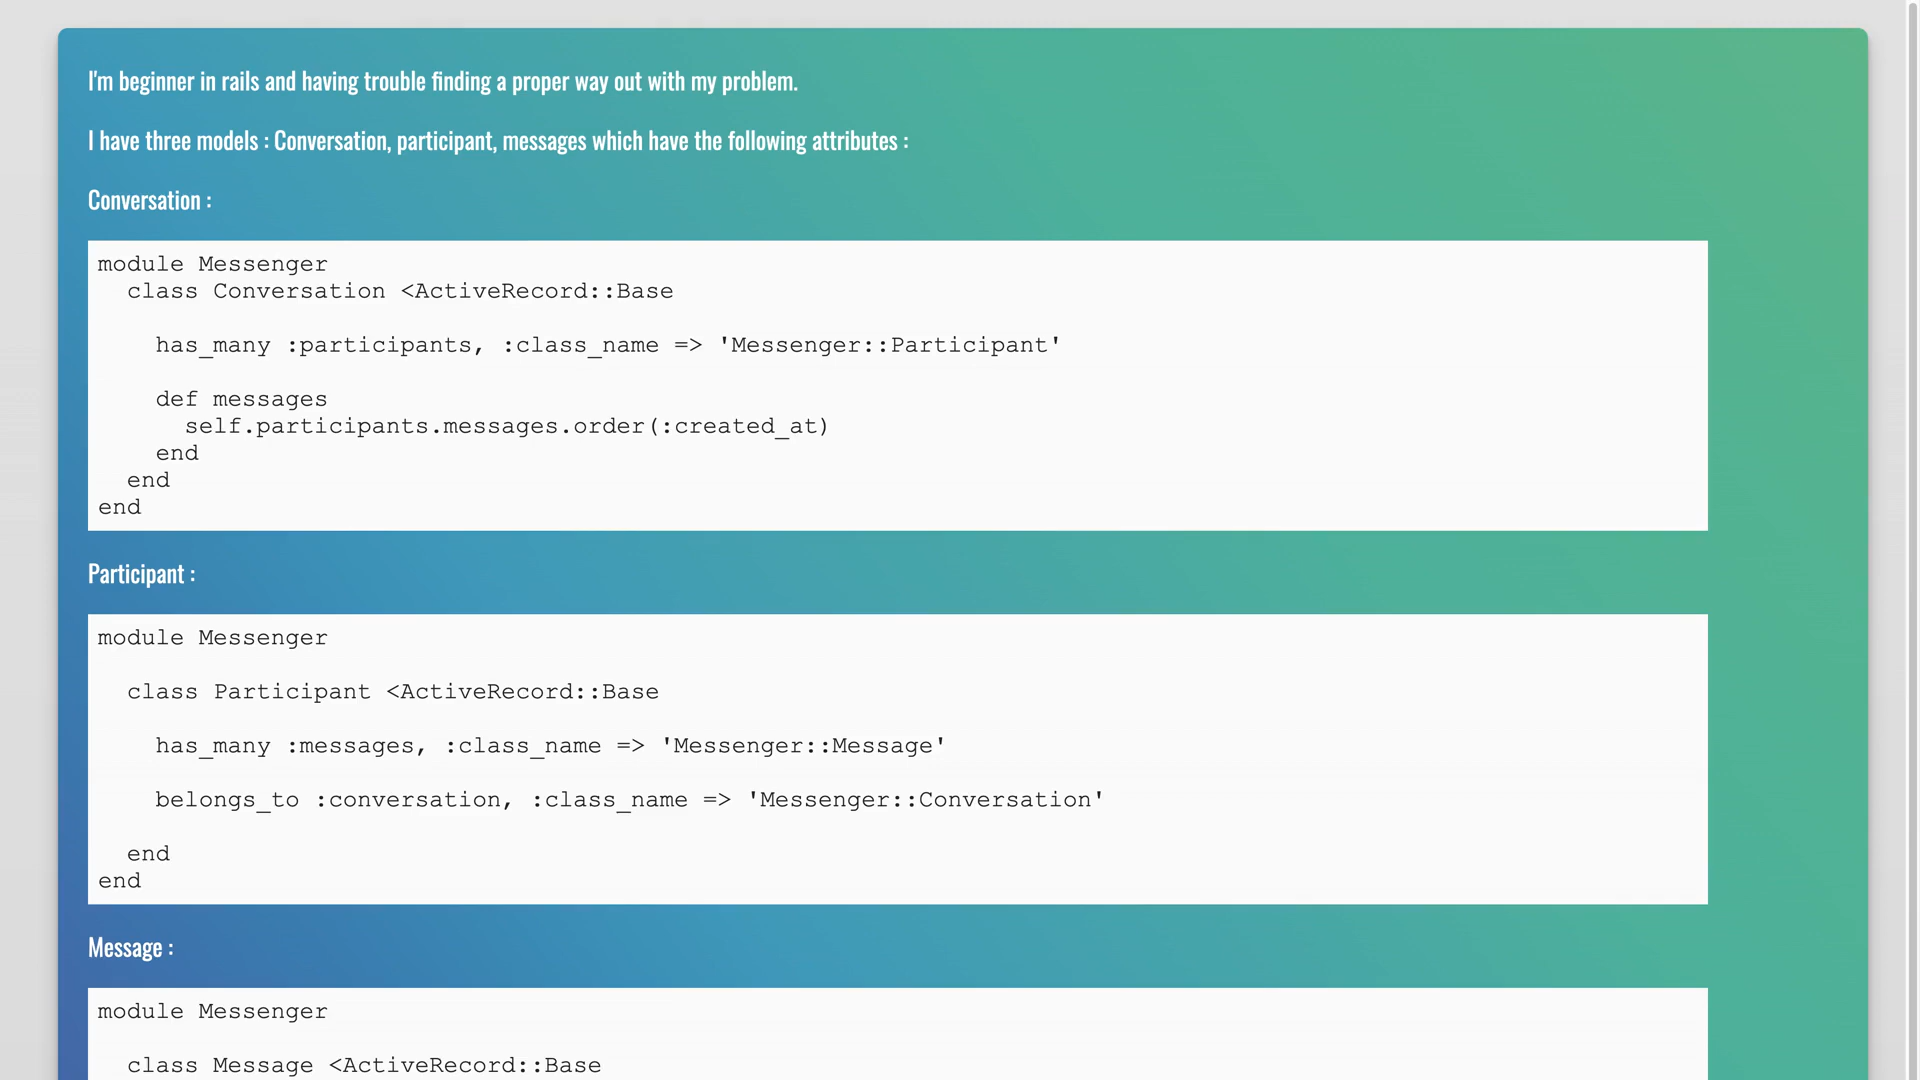 I'm beginner in rails and having trouble finding a proper way out with my problem.
I have three models : Conversation, participant, messages which have the following attributes :
Conversation :
module Messenger
  class Conversation <ActiveRecord::Base
    has_many :participants, :class_name => 'Messenger::Participant'
    def messages
      self.participants.messages.order(:created_at)
    end
  end
end
Participant :
module Messenger
  class Participant <ActiveRecord::Base
    has_many :messages, :class_name => 'Messenger::Message'
    belongs_to :conversation, :class_name => 'Messenger::Conversation'
  end
end
Message :
module Messenger
  class Message <ActiveRecord::Base